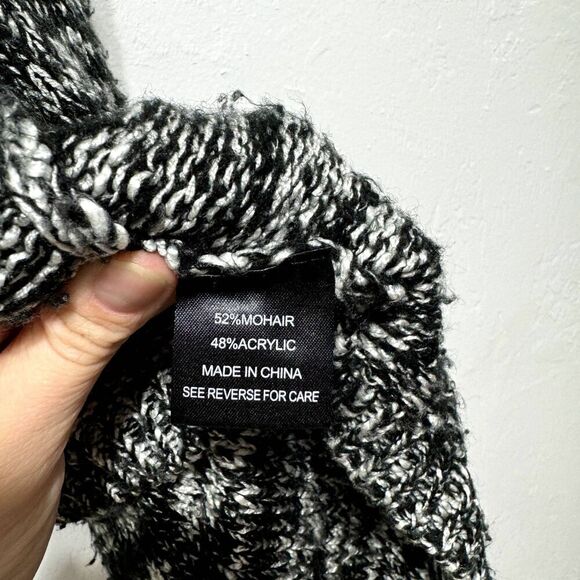 52%MOHAIR
48%ACRYLIC
MADE IN CHINA
SEE REVERSE FOR CARE